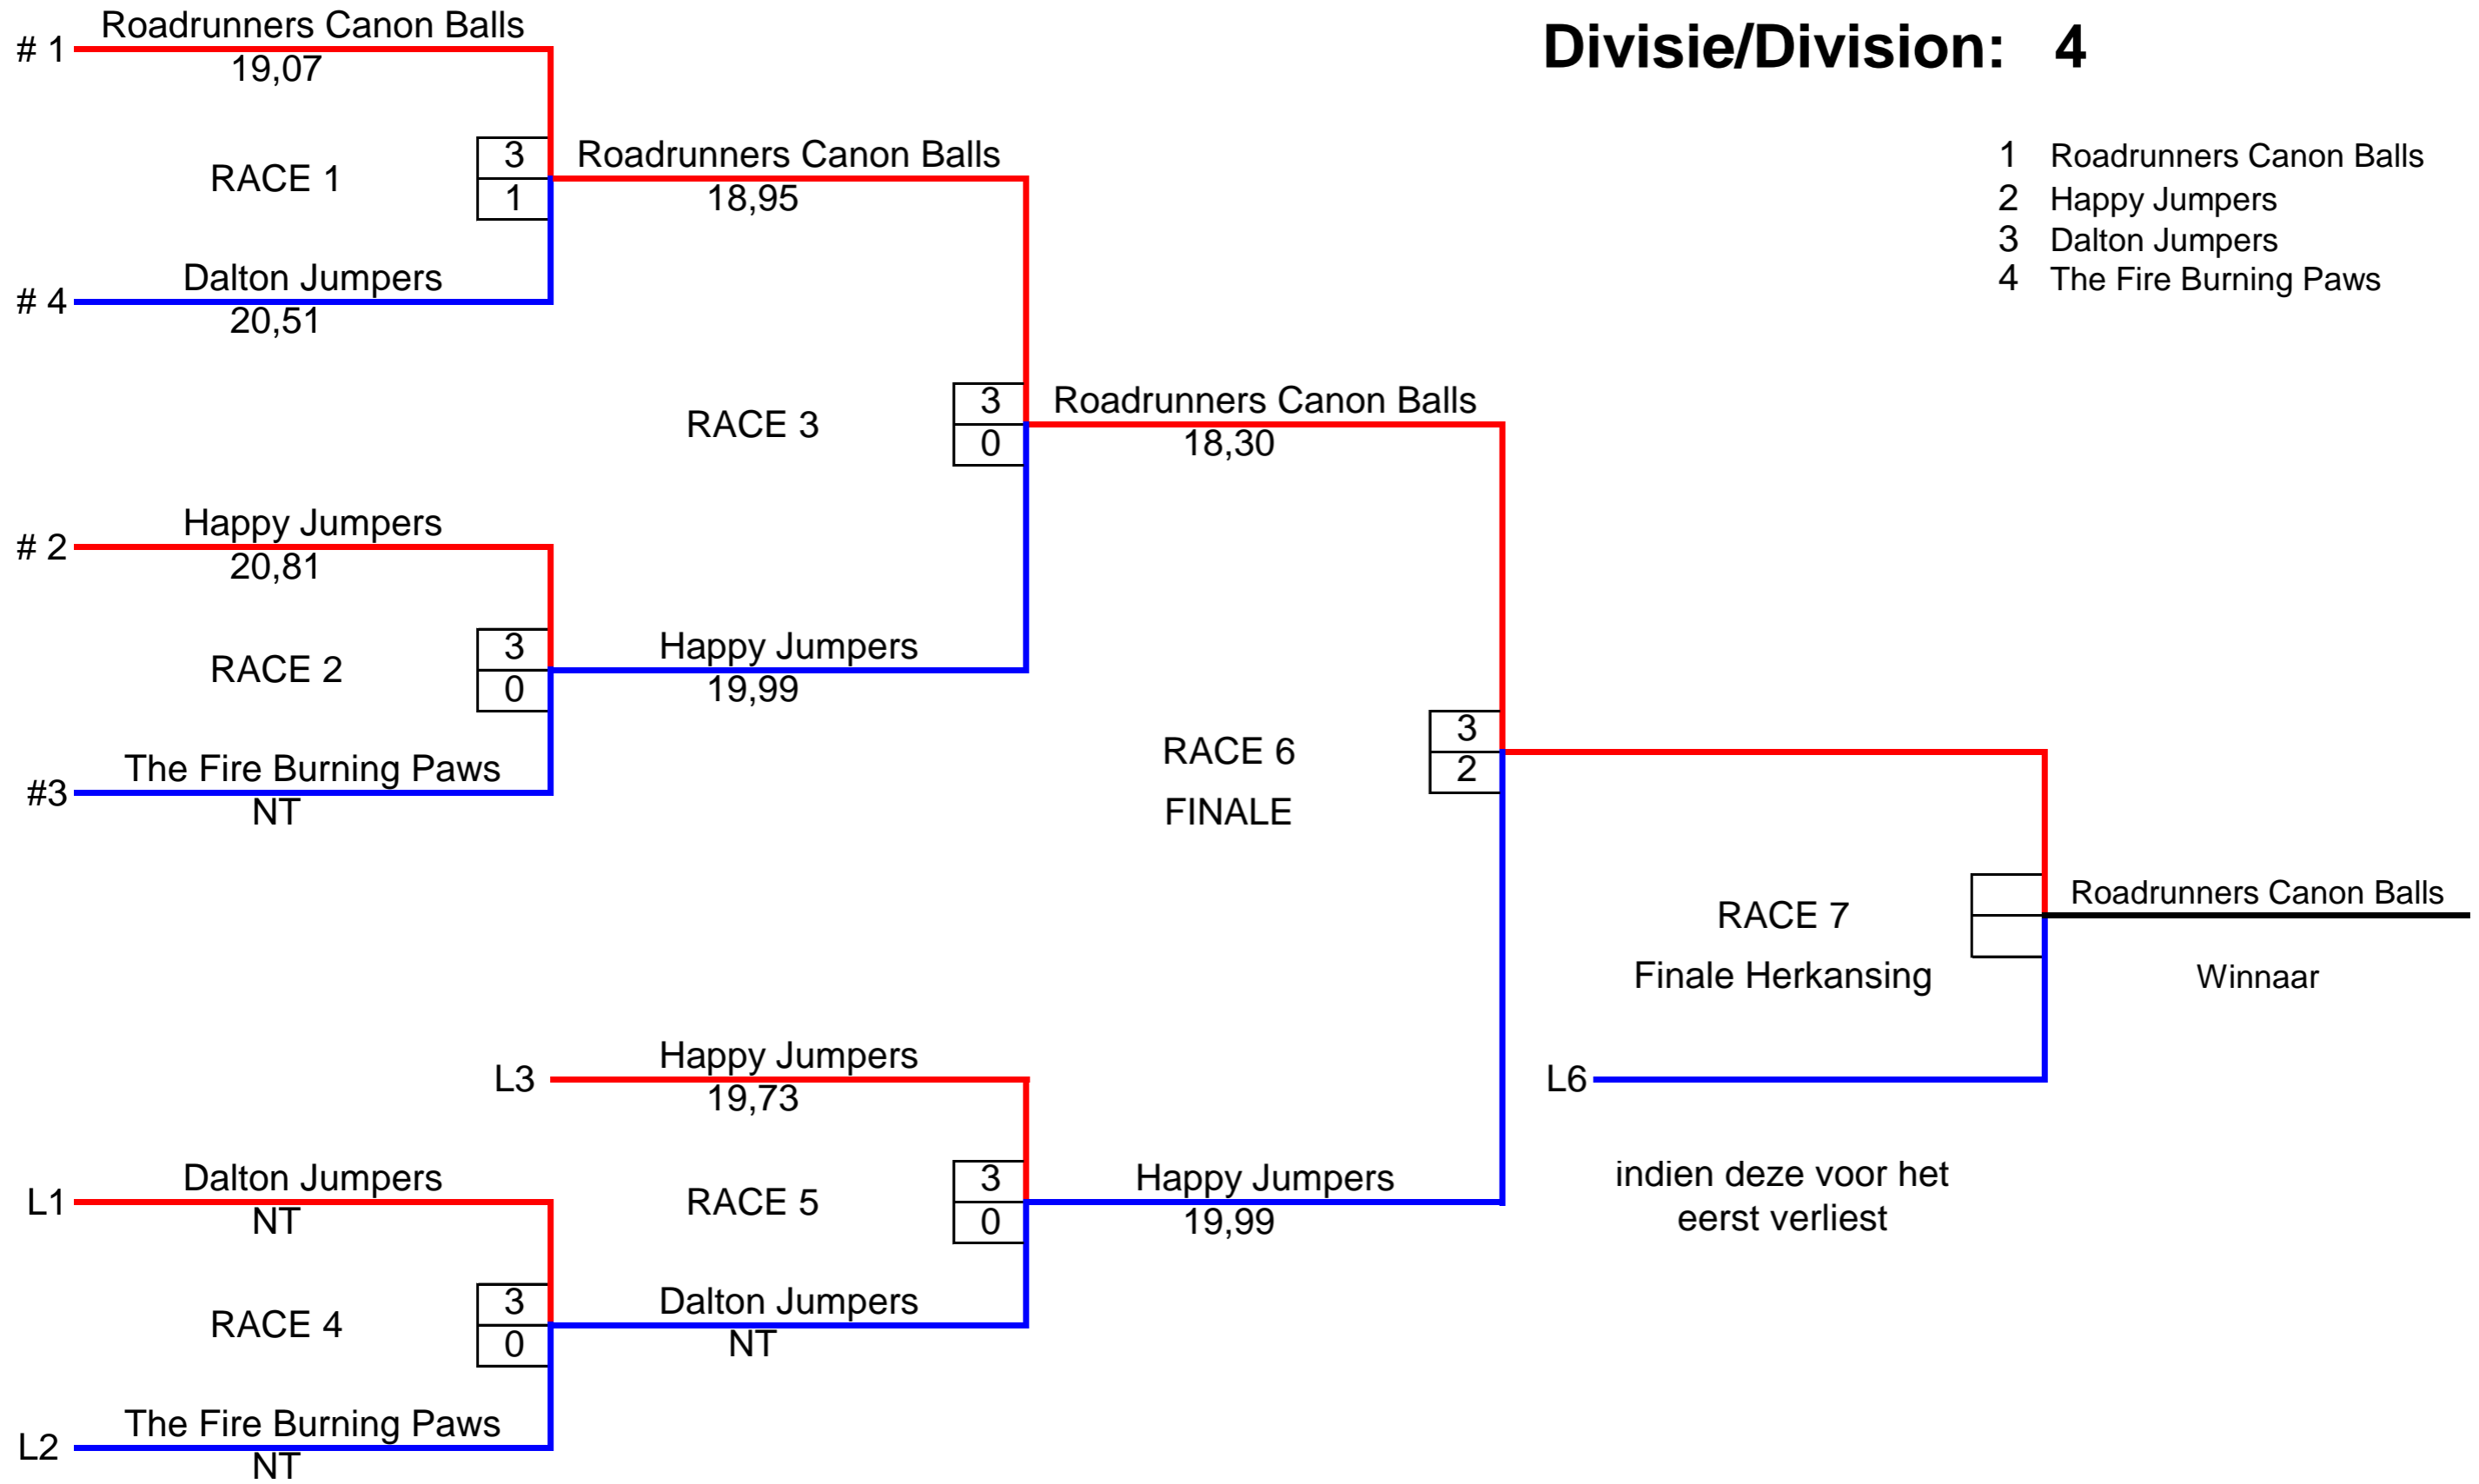 Divisie/Division: 4
1 Roadrunners Canon Balls
2 Happy Jumpers
3 Dalton Jumpers
4 The Fire Burning Paws
# 1 Roadrunners Canon Balls
19,07
RACE 1
3
1
# 4 Dalton Jumpers
20,51
Roadrunners Canon Balls
18,95
RACE 3
3
0
# 2 Happy Jumpers
20,81
RACE 2
3
0
#3 The Fire Burning Paws
NT
Happy Jumpers
19,99
Roadrunners Canon Balls
18,30
RACE 6
FINALE
3
2
RACE 7
Finale Herkansing
Roadrunners Canon Balls
Winnaar
L6
indien deze voor het
eerst verliest
L3 Happy Jumpers
19,73
RACE 5
3
0
Happy Jumpers
19,99
L1 Dalton Jumpers
NT
RACE 4
3
0
Dalton Jumpers
NT
L2 The Fire Burning Paws
NT